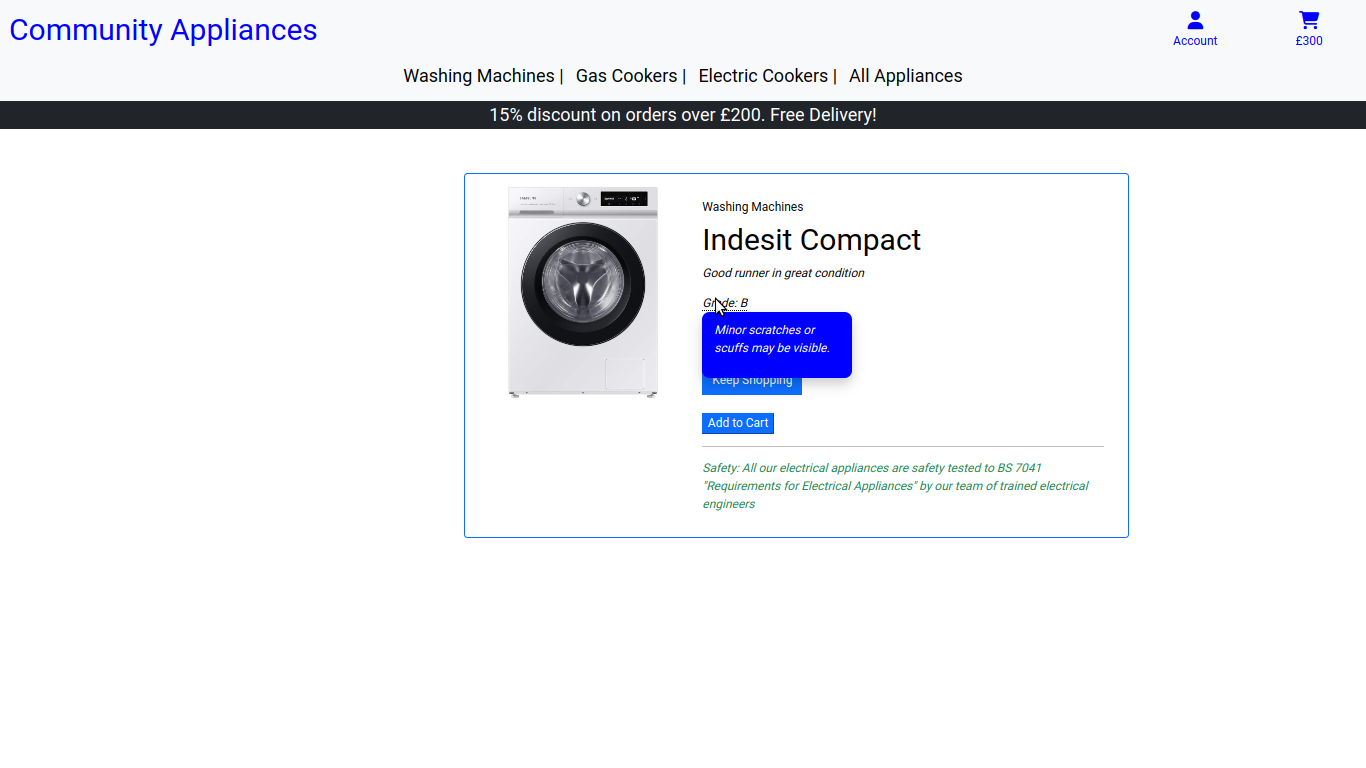 Community Appliances
Account
£300
Washing Machines |
Gas Cookers |
Electric Cookers |
All Appliances
15% discount on orders over £200. Free Delivery!
Washing Machines
Indesit Compact
Good runner in great condition
Grade: B
Minor scratches or
scuffs may be visible.
Keep Shopping
Add to Cart
Safety: All our electrical appliances are safety tested to BS 7041
"Requirements for Electrical Appliances" by our team of trained electrical
engineers